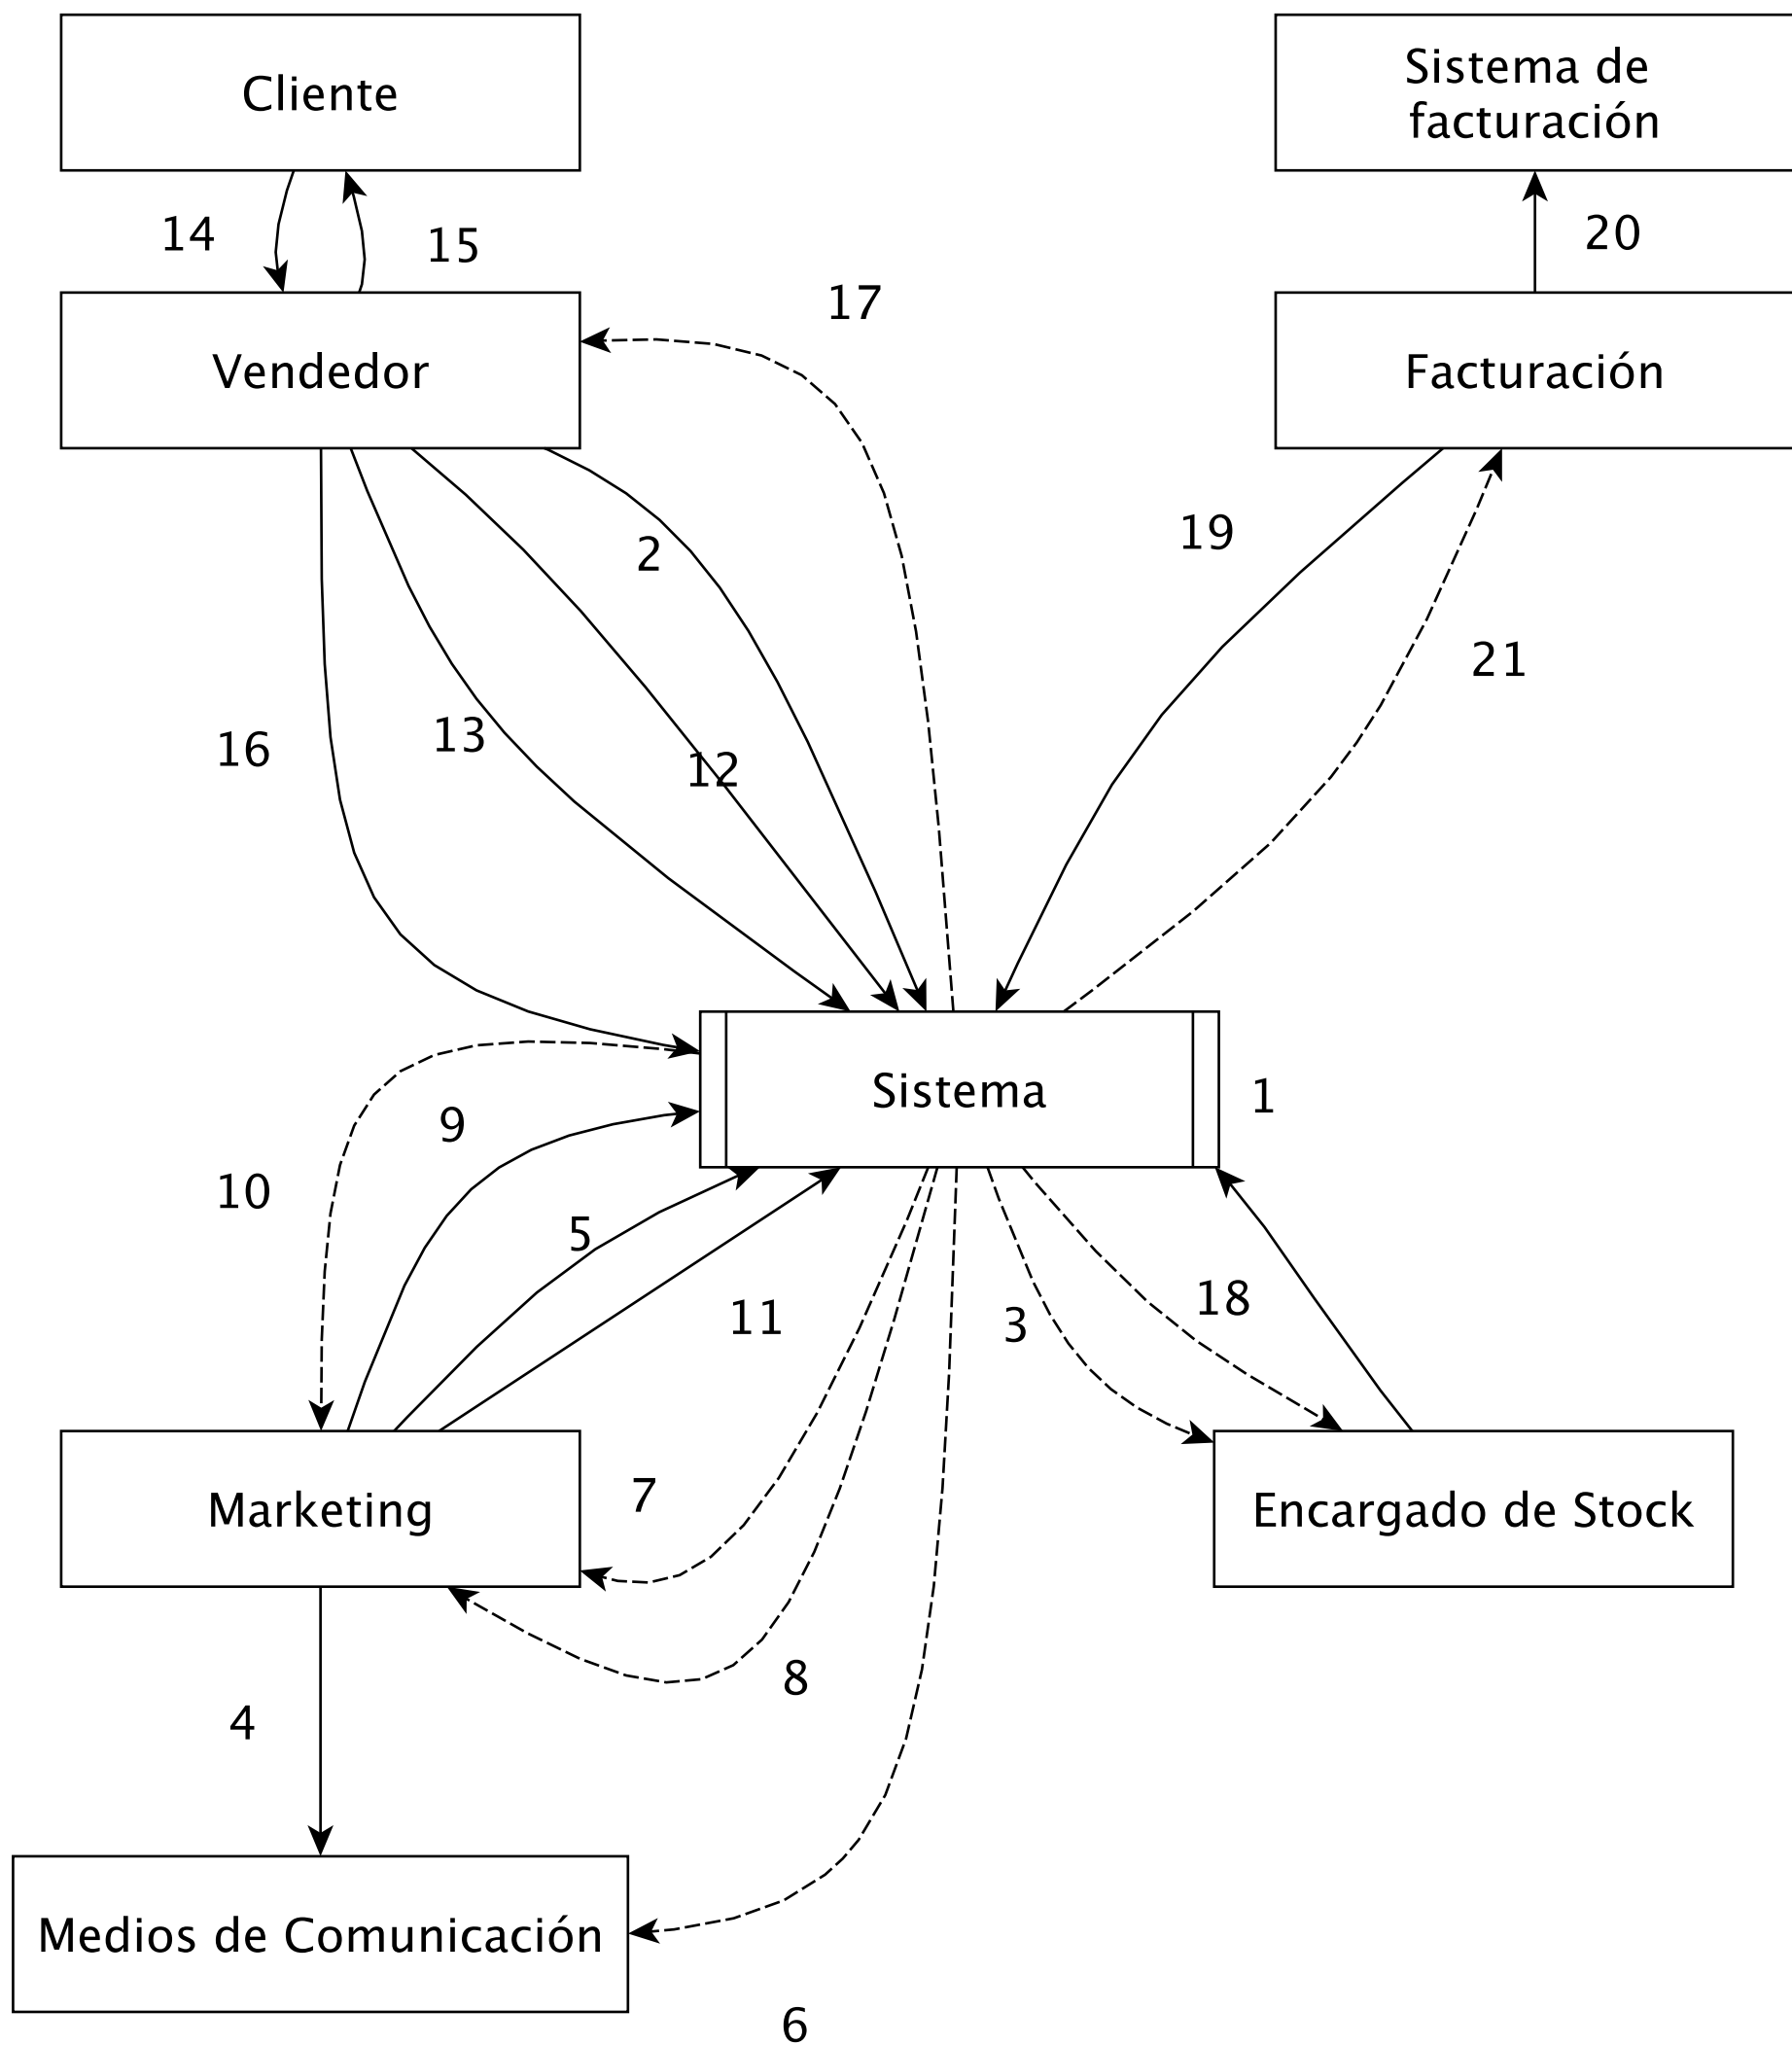 Cliente
Sistema de
facturación
14
15
20
17
Vendedor
Facturación
2
19
21
16
13
12
Sistema
1
9
10
5
11
3
18
7
Marketing
Encargado de Stock
8
4
Medios de Comunicación
6